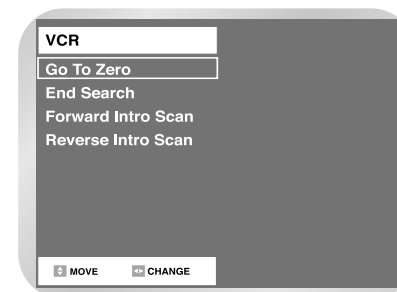 VCR
Go To Zero
End Search
Forward Intro Scan
Reverse Intro Scan
MOVE CHANGE